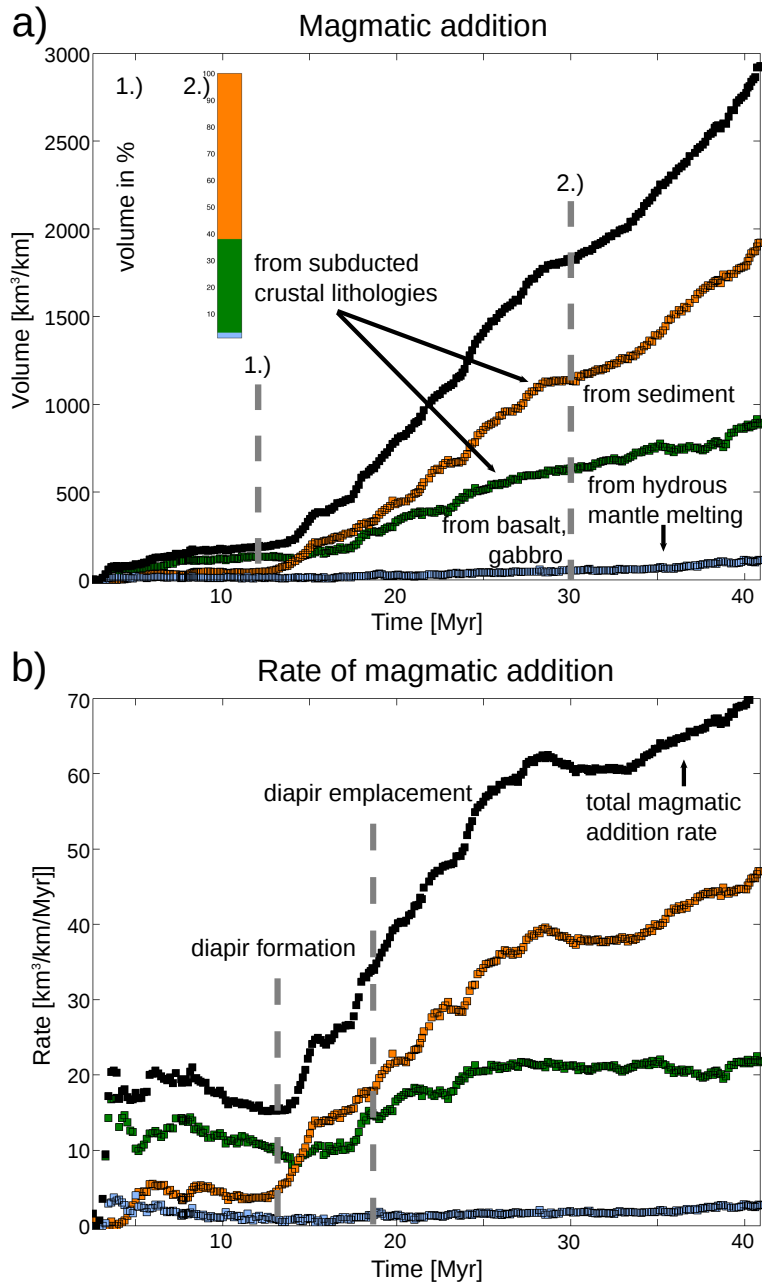 a)
Magmatic addition
3000
2500
2000
1500
1000
500
0
Volume [km³/km]
1.)
2.)
volume in %
100
90
80
70
60
50
40
30
20
10
from subducted
crustal lithologies
1.)
2.)
from sediment
from basalt,
gabbro
from hydrous
mantle melting
10
20
30
40
Time [Myr]
b)
Rate of magmatic addition
70
60
50
40
30
20
10
0
Rate [km³/km/Myr]]
diapir emplacement
diapir formation
total magmatic
addition rate
10
20
30
40
Time [Myr]